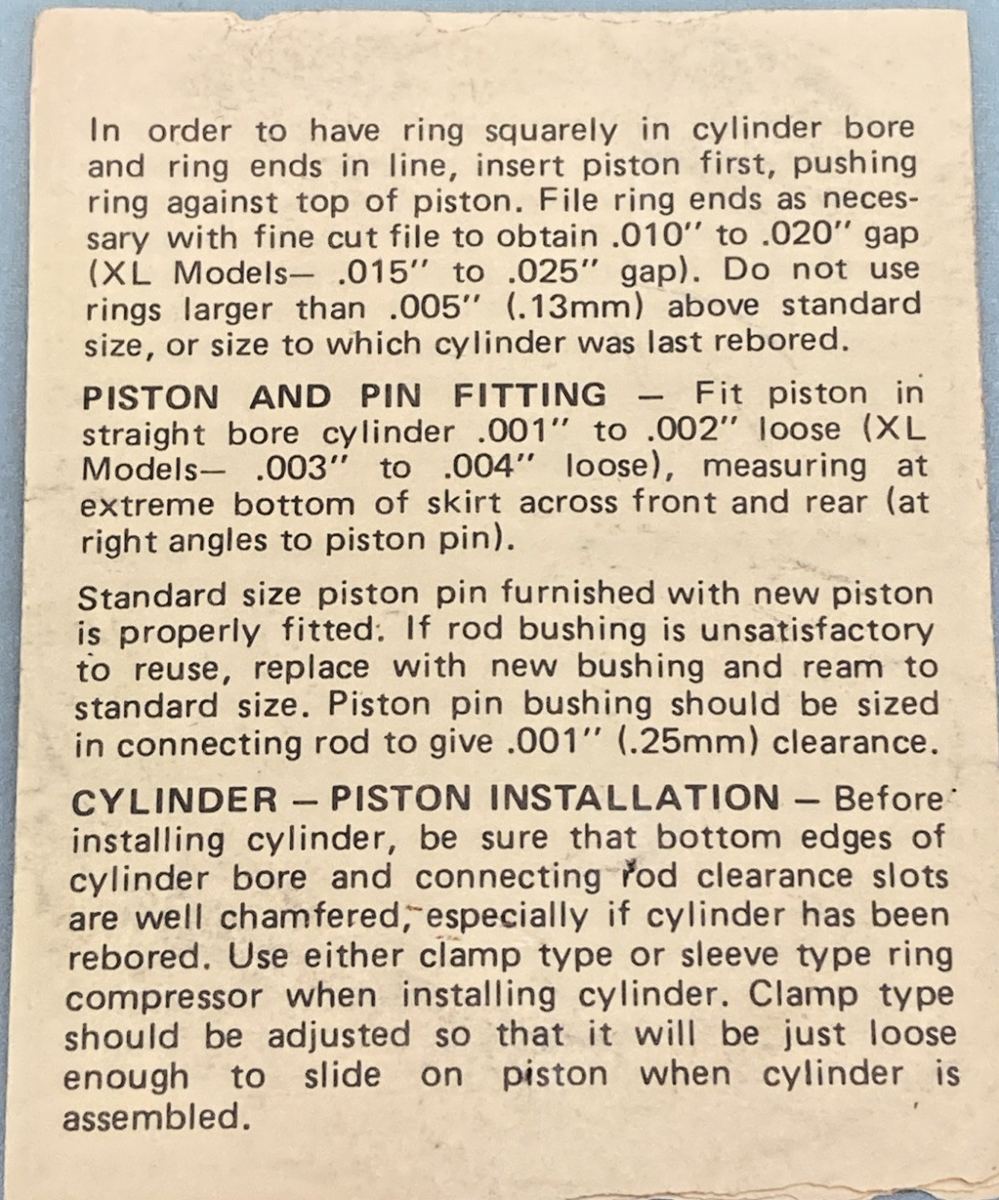 In order to have ring squarely in cylinder bore
and ring ends in line, insert piston first, pushing
ring against top of piston. File ring ends as neces-
sary with fine cut file to obtain .010″ to .020″ gap
(XL Models— .015″ to .025″ gap). Do not use
rings larger than .005″ (.13mm) above standard
size, or size to which cylinder was last rebored.
PISTON AND PIN FITTING — Fit piston in
straight bore cylinder .001″ to .002″ loose (XL
Models— .003″ to .004″ loose), measuring at
extreme bottom of skirt across front and rear (at
right angles to piston pin).
Standard size piston pin furnished with new piston
is properly fitted. If rod bushing is unsatisfactory
to reuse, replace with new bushing and ream to
standard size. Piston pin bushing should be sized
in connecting rod to give .001″ (.25mm) clearance.
CYLINDER — PISTON INSTALLATION — Before
installing cylinder, be sure that bottom edges of
cylinder bore and connecting rod clearance slots
are well chamfered, especially if cylinder has been
rebored. Use either clamp type or sleeve type ring
compressor when installing cylinder. Clamp type
should be adjusted so that it will be just loose
enough to slide on piston when cylinder is
assembled.